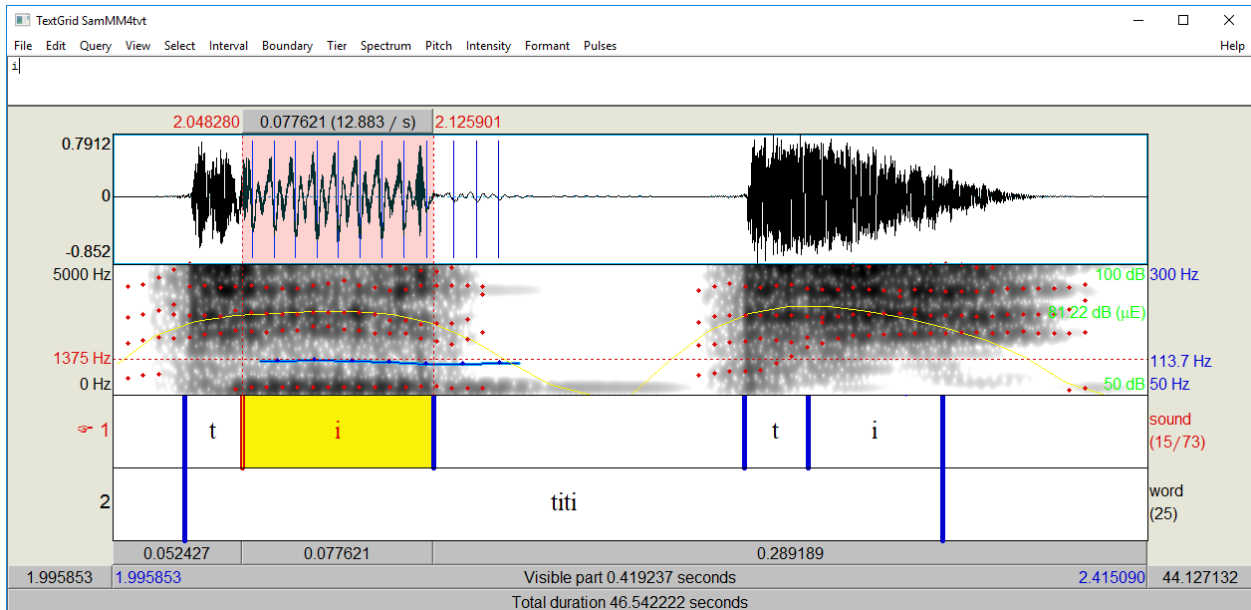 TextGrid SamMM4tvt
File Edit Query View Select Interval Boundary Tier Spectrum Pitch Intensity Formant Pulses Help
i
2.048280 0.077621 (12.883 / s) 2.125901
0.7912
0
-0.852
5000 Hz 100 dB 300 Hz
81.22 dB (µE)
1375 Hz 113.7 Hz
0 Hz 50 dB 50 Hz
☞ 1 t i t i sound
(15/73)
2 titi word
(25)
0.052427 0.077621 0.289189
1.995853 1.995853 Visible part 0.419237 seconds 2.415090 44.127132
Total duration 46.542222 seconds